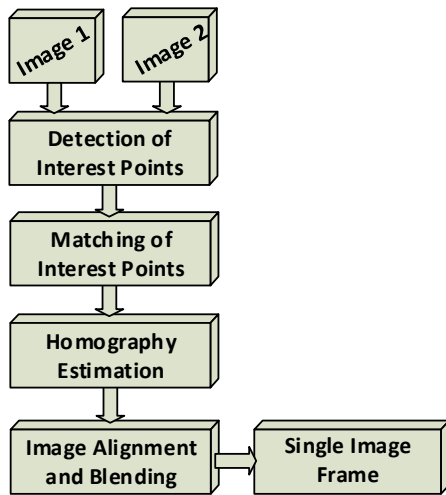 Image 1
Image 2
Detection of
Interest Points
Matching of
Interest Points
Homography
Estimation
Image Alignment
and Blending
Single Image
Frame